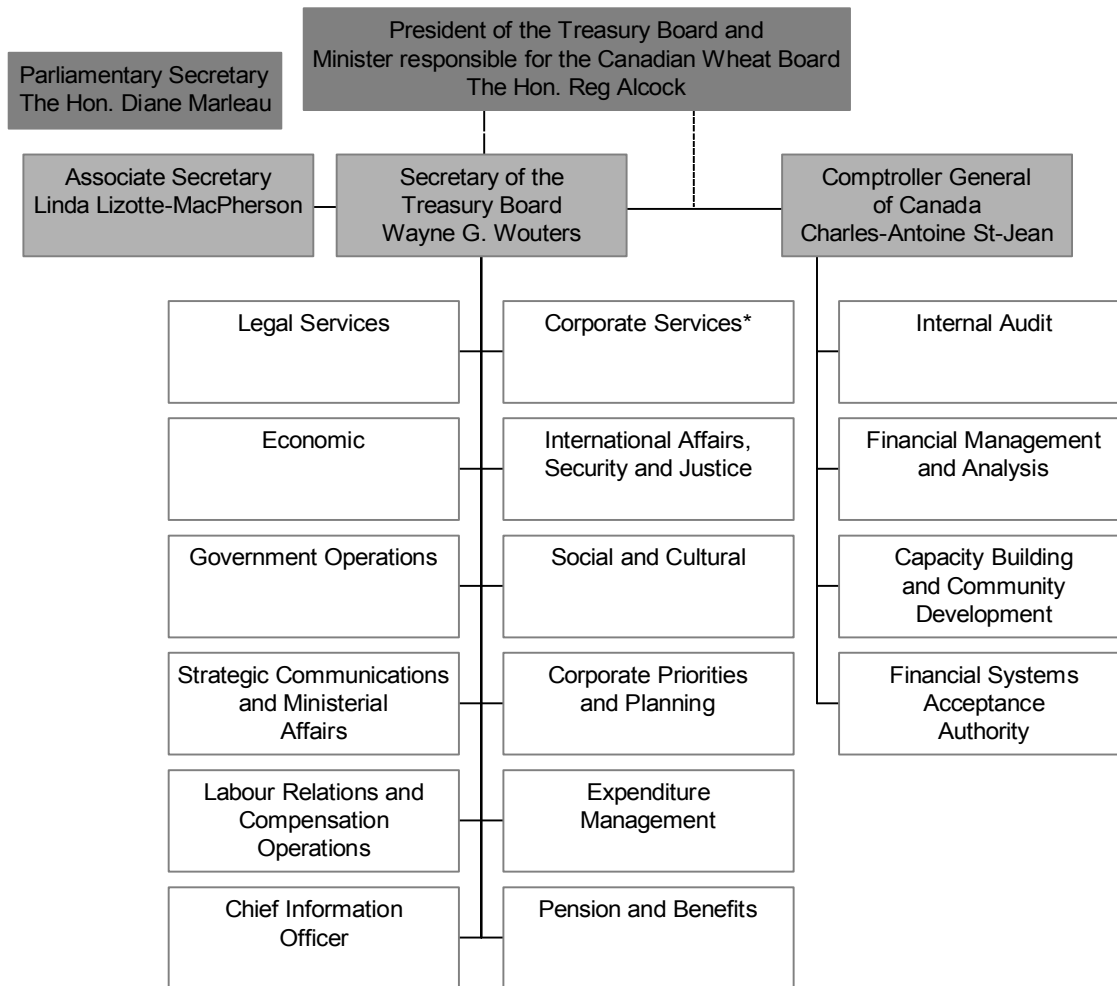 President of the Treasury Board and
Minister responsible for the Canadian Wheat Board
The Hon. Reg Alcock
Parliamentary Secretary
The Hon. Diane Marleau
Associate Secretary
Linda Lizotte-MacPherson
Secretary of the
Treasury Board
Wayne G. Wouters
Comptroller General
of Canada
Charles-Antoine St-Jean
Legal Services
Corporate Services*
Internal Audit
Economic
International Affairs,
Security and Justice
Financial Management
and Analysis
Government Operations
Social and Cultural
Capacity Building
and Community
Development
Strategic Communications
and Ministerial
Affairs
Corporate Priorities
and Planning
Financial Systems
Acceptance
Authority
Labour Relations and
Compensation
Operations
Expenditure
Management
Chief Information
Officer
Pension and Benefits